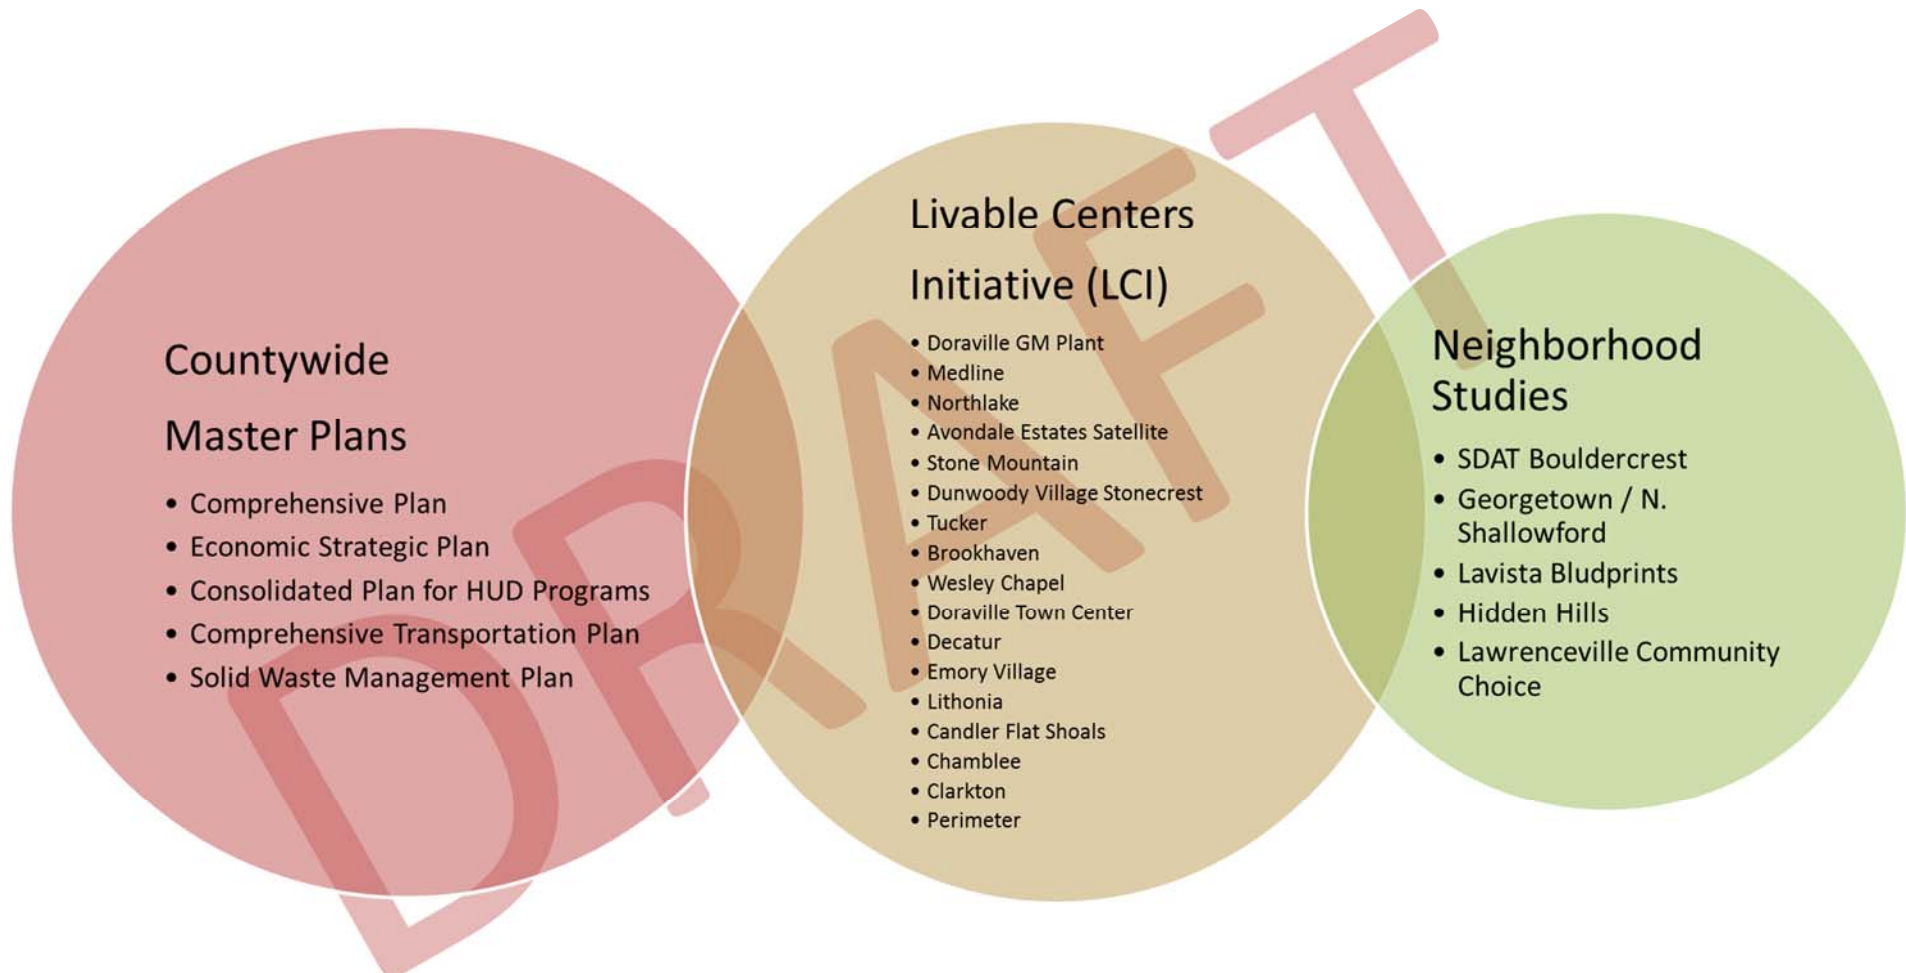 Countywide
Master Plans
• Comprehensive Plan
• Economic Strategic Plan
• Consolidated Plan for HUD Programs
• Comprehensive Transportation Plan
• Solid Waste Management Plan
Livable Centers
Initiative (LCI)
• Doraville GM Plant
• Medline
• Northlake
• Avondale Estates Satellite
• Stone Mountain
• Dunwoody Village Stonecrest
• Tucker
• Brookhaven
• Wesley Chapel
• Doraville Town Center
• Decatur
• Emory Village
• Lithonia
• Candler Flat Shoals
• Chamblee
• Clarkton
• Perimeter
Neighborhood
Studies
• SDAT Bouldercrest
• Georgetown / N.
Shallowford
• Lavista Bludprints
• Hidden Hills
• Lawrenceville Community
Choice
DRAFT